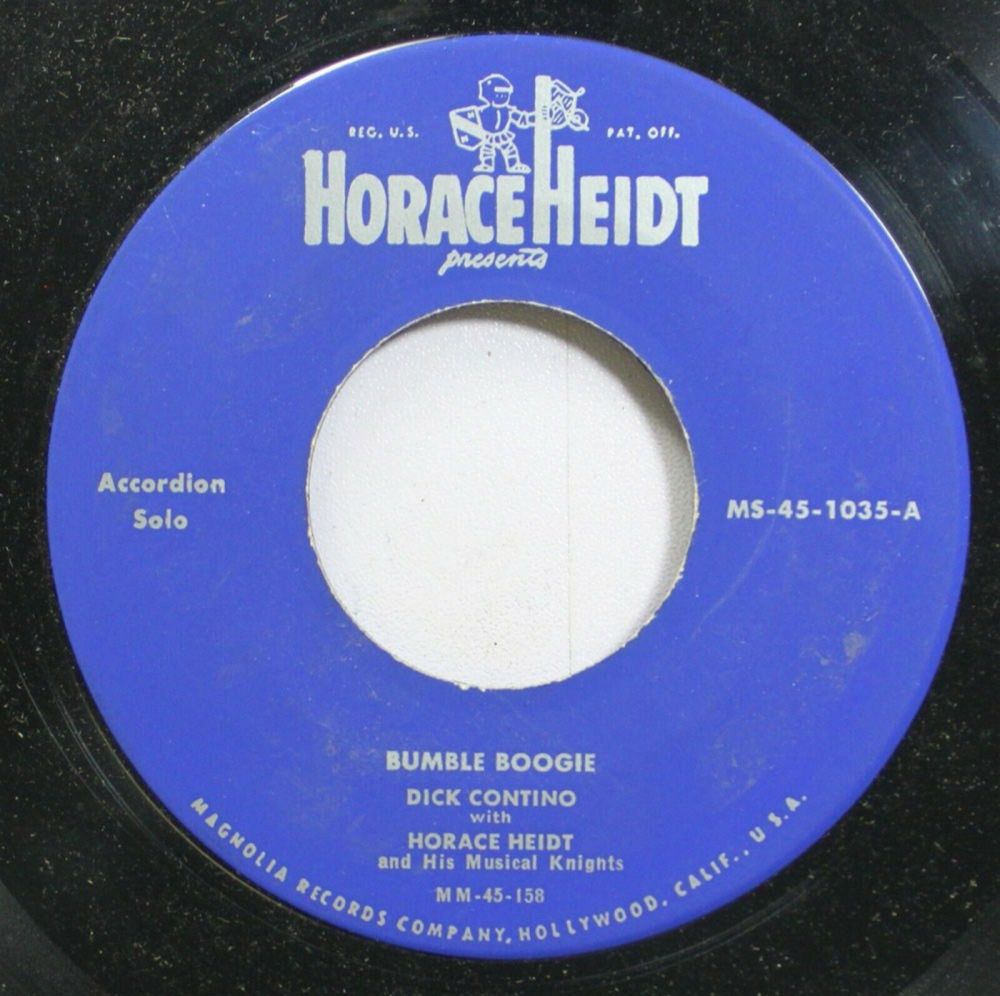 REG. U.S. PAT. OFF.
HORACE HEIDT
presents
Accordion
Solo
MS-45-1035-A
BUMBLE BOOGIE
DICK CONTINO
with
HORACE HEIDT
and His Musical Knights
MM-45-158
MAGNOLIA RECORDS COMPANY, HOLLYWOOD, CALIF., U.S.A.